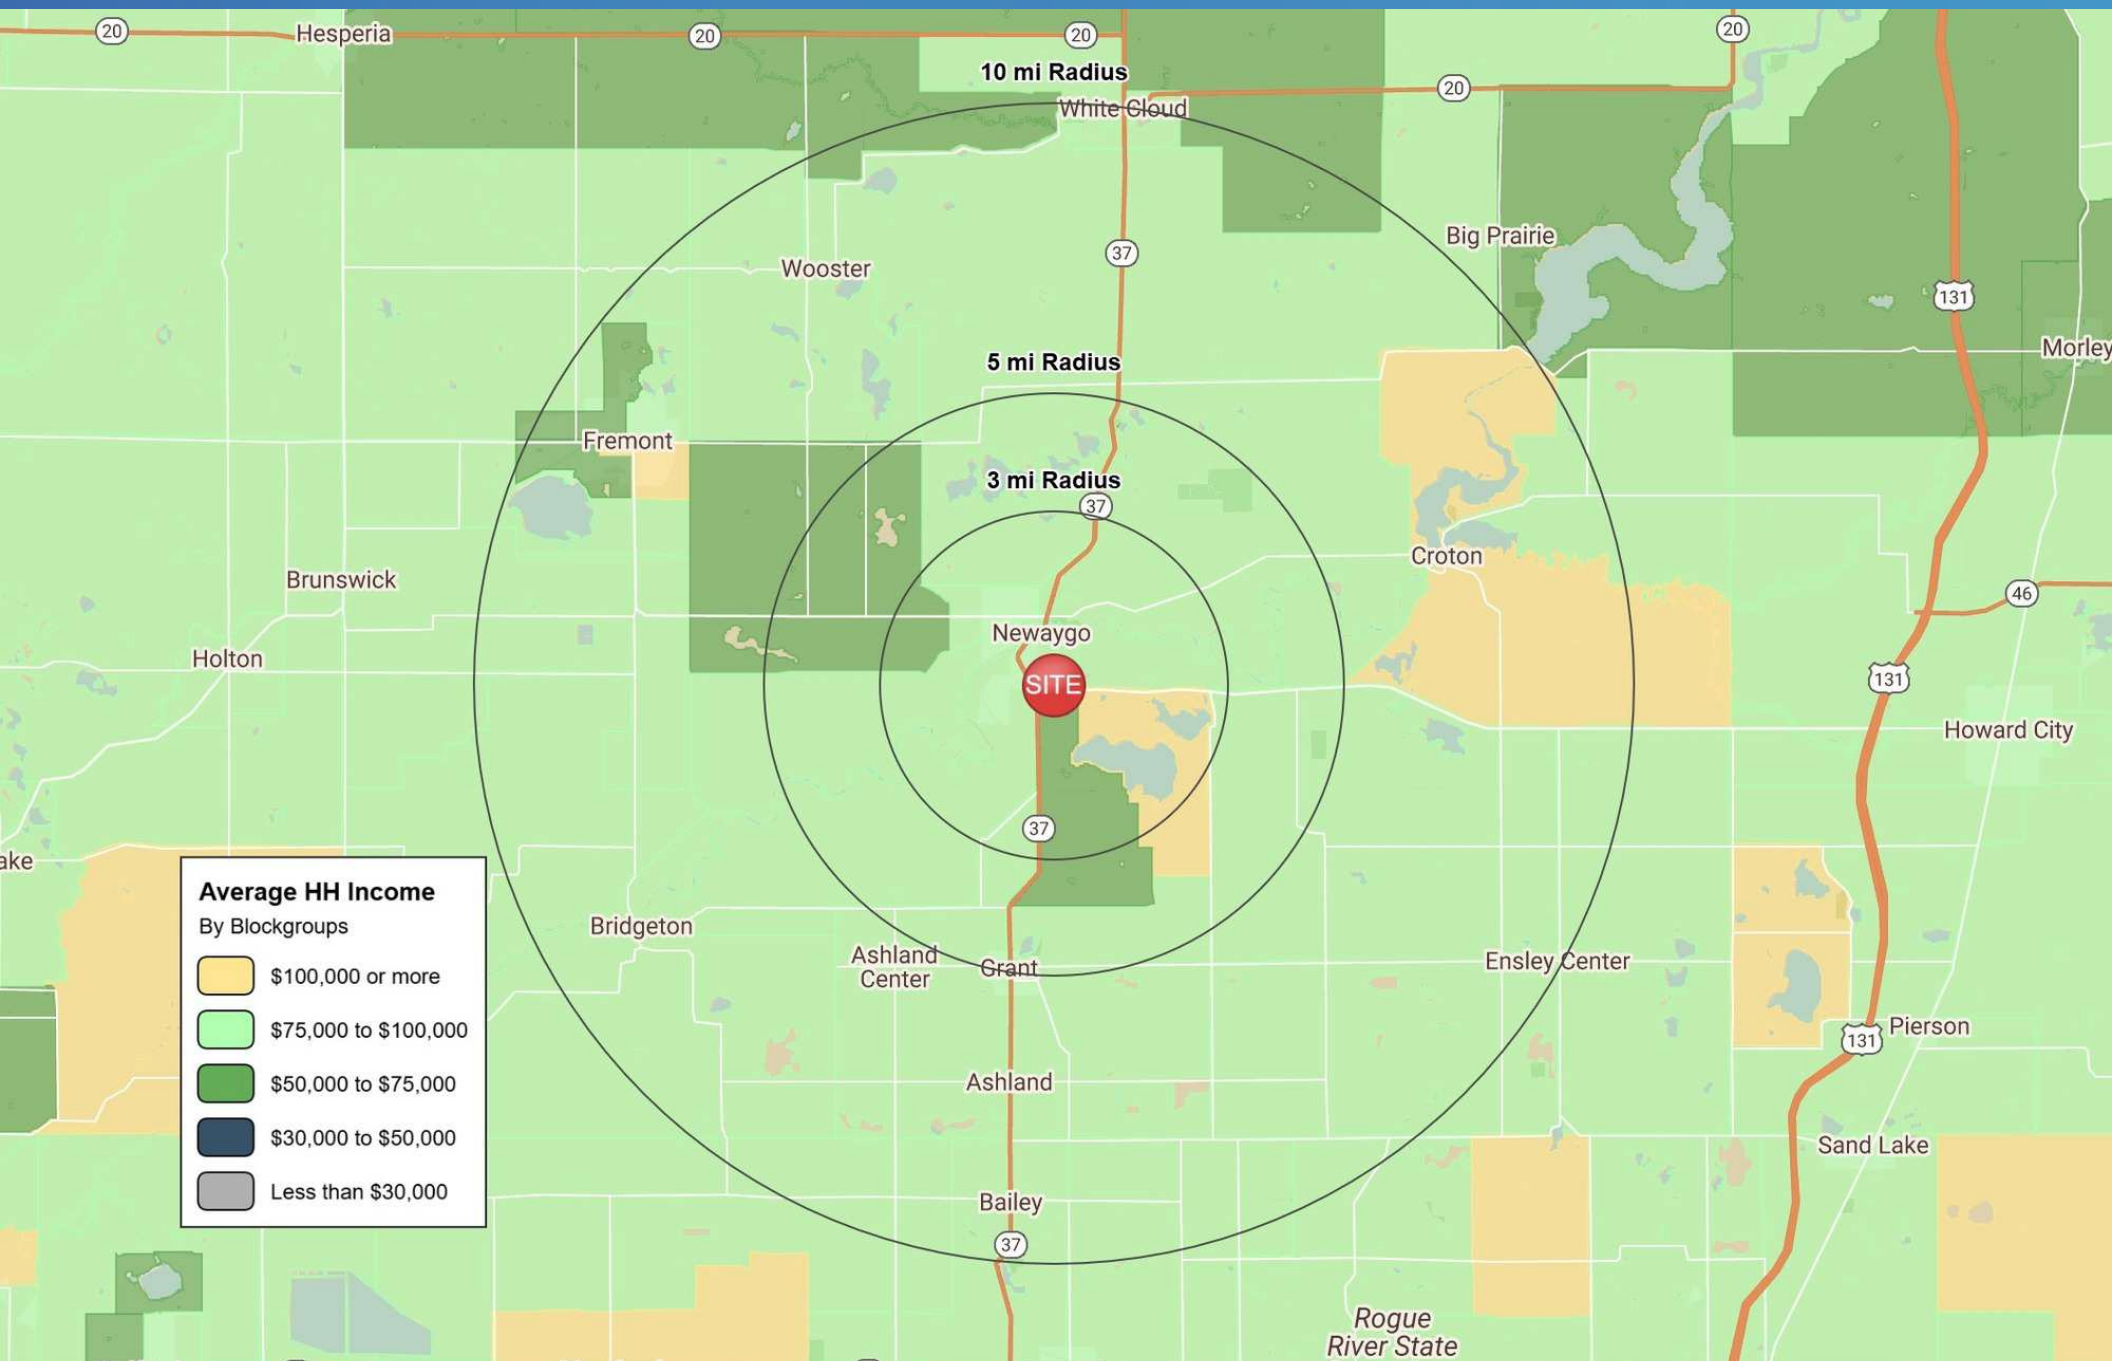 20
Hesperia
20
20
20
10 mi Radius
White Cloud
20
37
Big Prairie
Wooster
131
Morley
5 mi Radius
Fremont
3 mi Radius
37
Croton
Brunswick
46
Newaygo
Holton
SITE
131
Howard City
37
ake
Average HH Income
By Blockgroups
$100,000 or more
$75,000 to $100,000
$50,000 to $75,000
$30,000 to $50,000
Less than $30,000
Bridgeton
Ashland
Center
Grant
Ensley Center
Pierson
131
Ashland
Sand Lake
Bailey
37
Rogue
River State